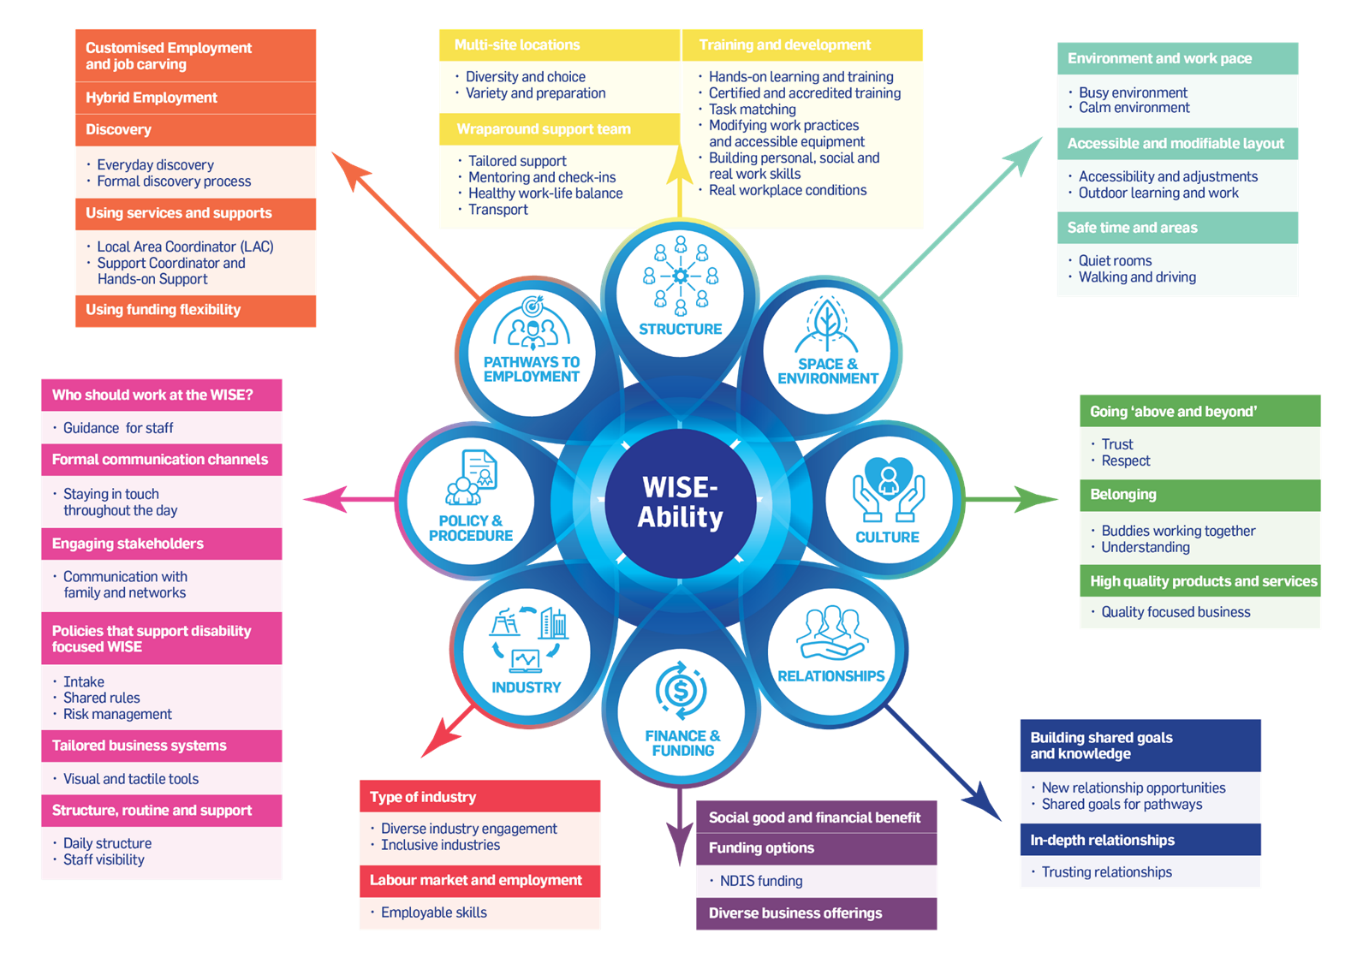 Customised Employment
and job carving
Hybrid Employment
Discovery
· Everyday discovery
· Formal discovery process
Using services and supports
· Local Area Coordinator (LAC)
· Support Coordinator and
Hands-on Support
Using funding flexibility
Multi-site locations
· Diversity and choice
· Variety and preparation
Wraparound support team
· Tailored support
· Mentoring and check-ins
· Healthy work-life balance
· Transport
Training and development
· Hands-on learning and training
· Certified and accredited training
· Task matching
· Modifying work practices
and accessible equipment
· Building personal, social and
real work skills
· Real workplace conditions
Environment and work pace
· Busy environment
· Calm environment
Accessible and modifiable layout
· Accessibility and adjustments
· Outdoor learning and work
Safe time and areas
· Quiet rooms
· Walking and driving
STRUCTURE
PATHWAYS TO
EMPLOYMENT
SPACE &
ENVIRONMENT
POLICY &
PROCEDURE
WISE-
Ability
CULTURE
INDUSTRY
FINANCE &
FUNDING
RELATIONSHIPS
Who should work at the WISE?
· Guidance for staff
Formal communication channels
· Staying in touch
throughout the day
Engaging stakeholders
· Communication with
family and networks
Policies that support disability
focused WISE
· Intake
· Shared rules
· Risk management
Tailored business systems
· Visual and tactile tools
Structure, routine and support
· Daily structure
· Staff visibility
Going ‘above and beyond’
· Trust
· Respect
Belonging
· Buddies working together
· Understanding
High quality products and services
· Quality focused business
Type of industry
· Diverse industry engagement
· Inclusive industries
Labour market and employment
· Employable skills
Social good and financial benefit
Funding options
· NDIS funding
Diverse business offerings
Building shared goals
and knowledge
· New relationship opportunities
· Shared goals for pathways
In-depth relationships
· Trusting relationships